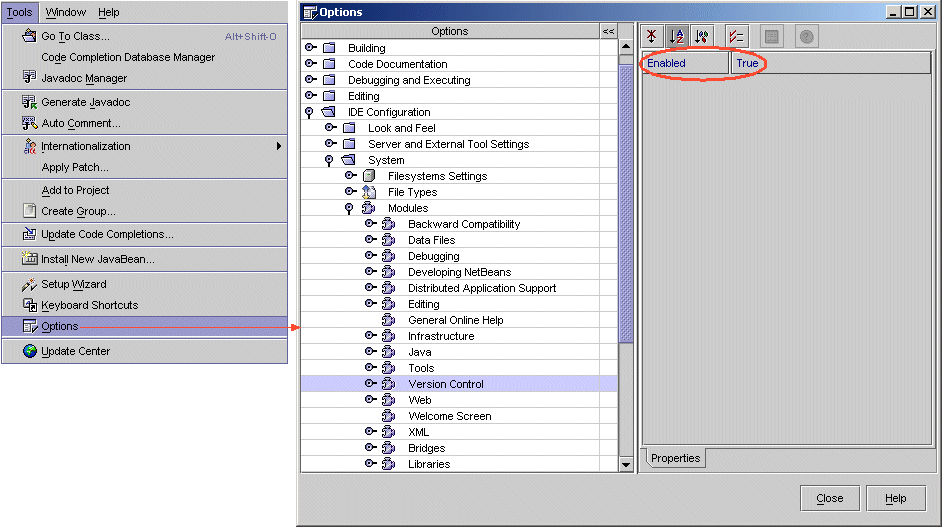 Tools Window Help
Go To Class... Alt+Shift-O
Code Completion Database Manager
Javadoc Manager
Generate Javadoc
Auto Comment...
Internationalization
Apply Patch...
Add to Project
Create Group...
Update Code Completions...
Install New JavaBean...
Setup Wizard
Keyboard Shortcuts
Options
Update Center
Options
Options <<
Building
Code Documentation
Debugging and Executing
Editing
IDE Configuration
Look and Feel
Server and External Tool Settings
System
Filesystems Settings
File Types
Modules
Backward Compatibility
Data Files
Debugging
Developing NetBeans
Distributed Application Support
Editing
General Online Help
Infrastructure
Java
Tools
Version Control
Web
Welcome Screen
XML
Bridges
Libraries
Enabled True
Properties
Close Help